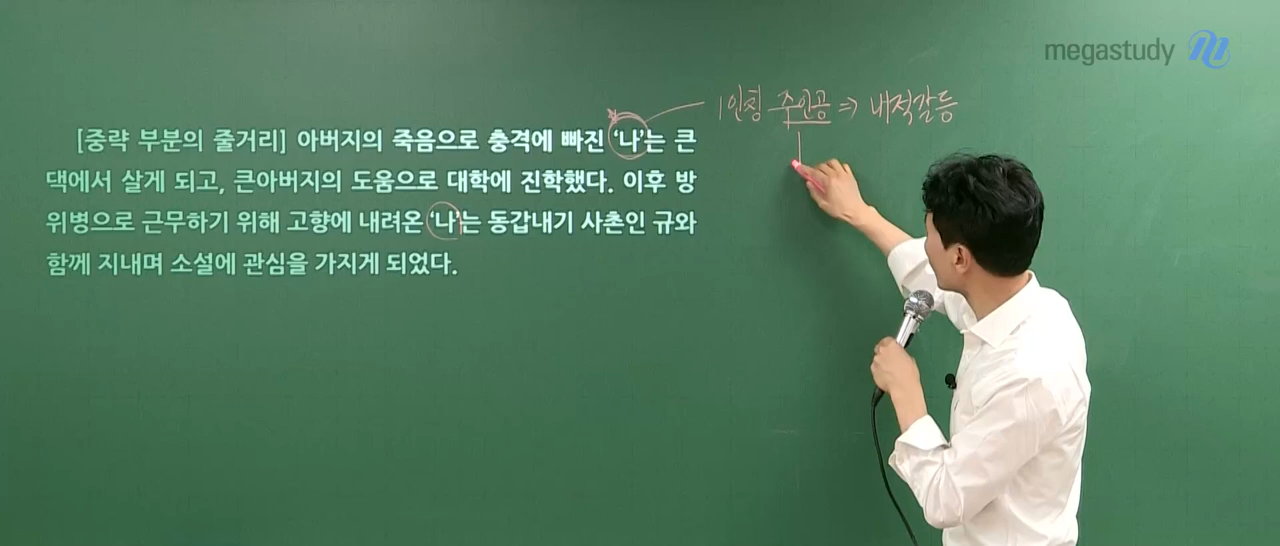 megastudy
1인칭 주인공 ⇒ 내적갈등
[중략 부분의 줄거리] 아버지의 죽음으로 충격에 빠진 ‘나’는 큰
댁에서 살게 되고, 큰아버지의 도움으로 대학에 진학했다. 이후 방
위병으로 근무하기 위해 고향에 내려온 ‘나’는 동갑내기 사촌인 규와
함께 지내며 소설에 관심을 가지게 되었다.